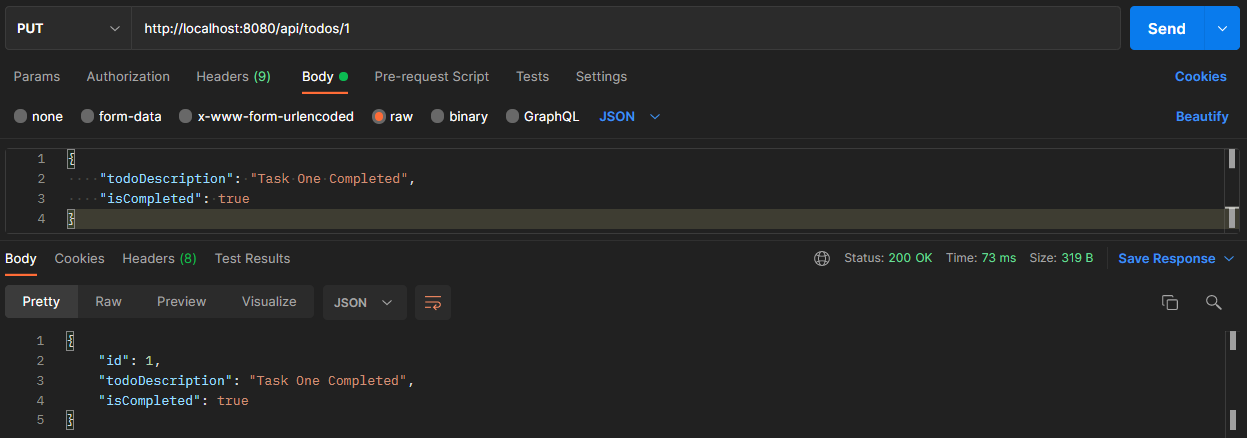 PUT http://localhost:8080/api/todos/1 Send
Params Authorization Headers (9) Body Pre-request Script Tests Settings Cookies
none form-data x-www-form-urlencoded raw binary GraphQL JSON Beautify
1 {
2 "todoDescription": "Task One Completed",
3 "isCompleted": true
4 }
Body Cookies Headers (8) Test Results Status: 200 OK Time: 73 ms Size: 319 B Save Response
Pretty Raw Preview Visualize JSON
1 {
2 "id": 1,
3 "todoDescription": "Task One Completed",
4 "isCompleted": true
5 }